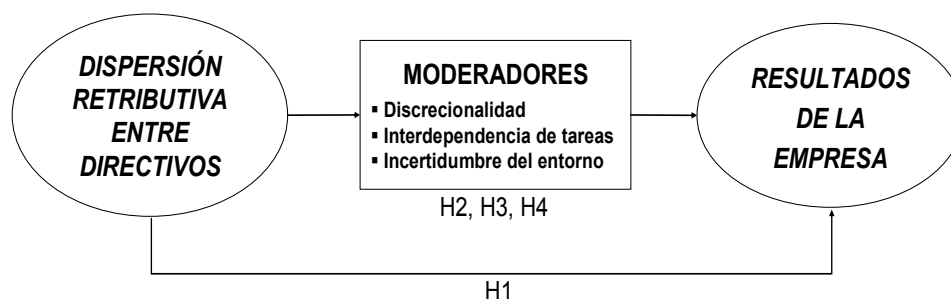 DISPERSIÓN
RETRIBUTIVA
ENTRE
DIRECTIVOS
MODERADORES
▪ Discrecionalidad
▪ Interdependencia de tareas
▪ Incertidumbre del entorno
H2, H3, H4
RESULTADOS
DE LA
EMPRESA
H1